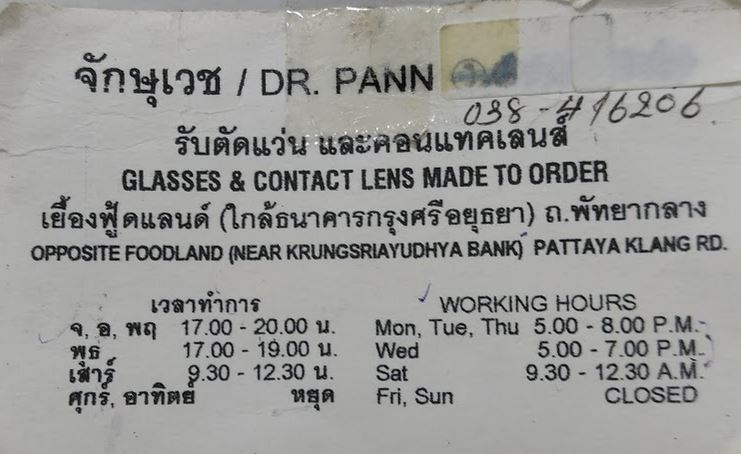 จักษุเวช / DR. PANN
038-416206
รับตัดแว่น และคอนแทคเลนส์
GLASSES & CONTACT LENS MADE TO ORDER
เยื้องฟู้ดแลนด์ (ใกล้ธนาคารกรุงศรีอยุธยา) ถ.พัทยากลาง
OPPOSITE FOODLAND (NEAR KRUNGSRIAYUDHYA BANK) PATTAYA KLANG RD.
เวลาทำการ
จ, อ, พฤ 17.00 - 20.00 น.
พุธ 17.00 - 19.00 น.
เสาร์ 9.30 - 12.30 น.
ศุกร์, อาทิตย์ หยุด
WORKING HOURS
Mon, Tue, Thu 5.00 - 8.00 P.M.
Wed 5.00 - 7.00 P.M.
Sat 9.30 - 12.30 A.M.
Fri, Sun CLOSED